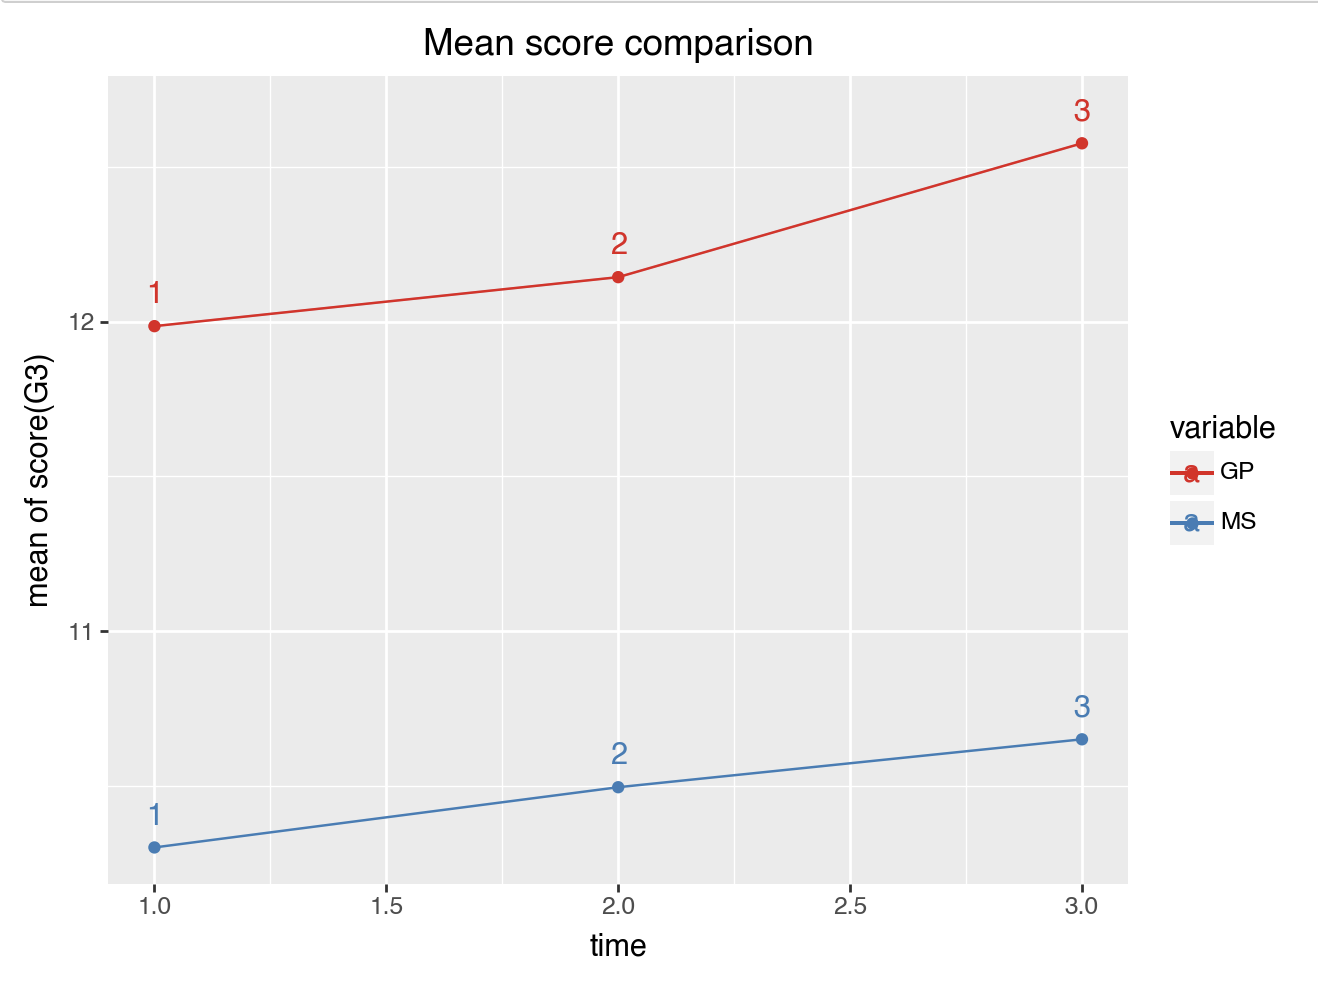 Mean score comparison
3
2
1
12
mean of score(G3)
variable
a GP
a MS
11
3
2
1
1.0 1.5 2.0 2.5 3.0
time